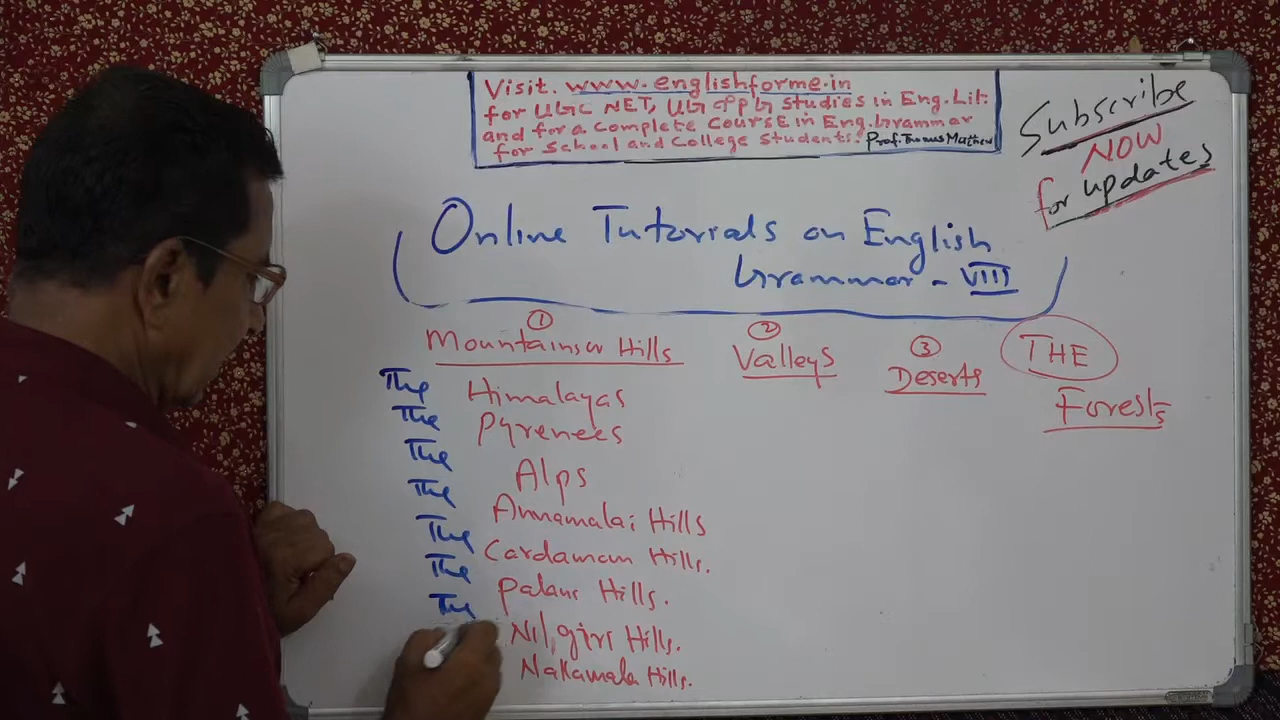 Visit. www.englishforme.in
for UGC NET, UG & PG studies in Eng. Lit:
and for a complete course in Eng. Grammar
for School and College students. Prof. Thomas Mathew
Subscribe
NOW
for updates
Online Tutorials on English
Grammar - VIII
①
Mountains or Hills
②
Valleys
③
Deserts
THE
Forests
The Himalayas
The Pyrenees
The Alps
The Annamalai Hills
The Cardamom Hills.
The Palani Hills.
The Nilgiri Hills.
Nakamala Hills.